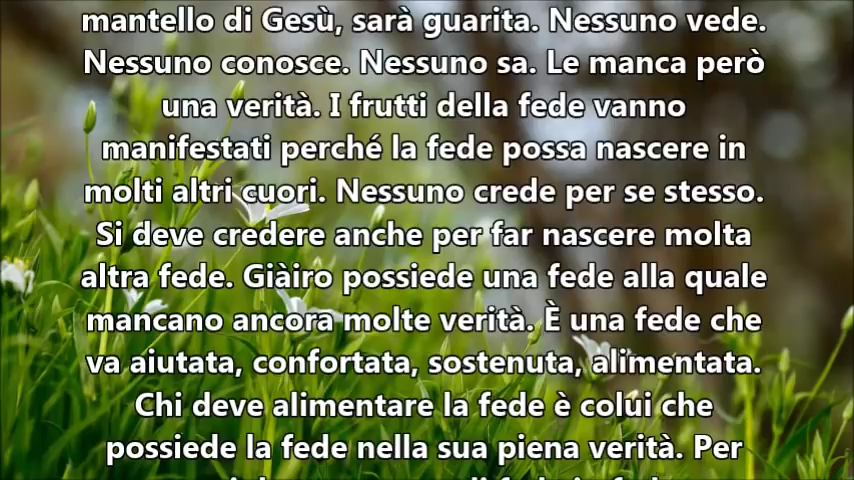 mantello di Gesù, sarà guarita. Nessuno vede.
Nessuno conosce. Nessuno sa. Le manca però
una verità. I frutti della fede vanno
manifestati perché la fede possa nascere in
molti altri cuori. Nessuno crede per se stesso.
Si deve credere anche per far nascere molta
altra fede. Giàiro possiede una fede alla quale
mancano ancora molte verità. È una fede che
va aiutata, confortata, sostenuta, alimentata.
Chi deve alimentare la fede è colui che
possiede la fede nella sua piena verità. Per